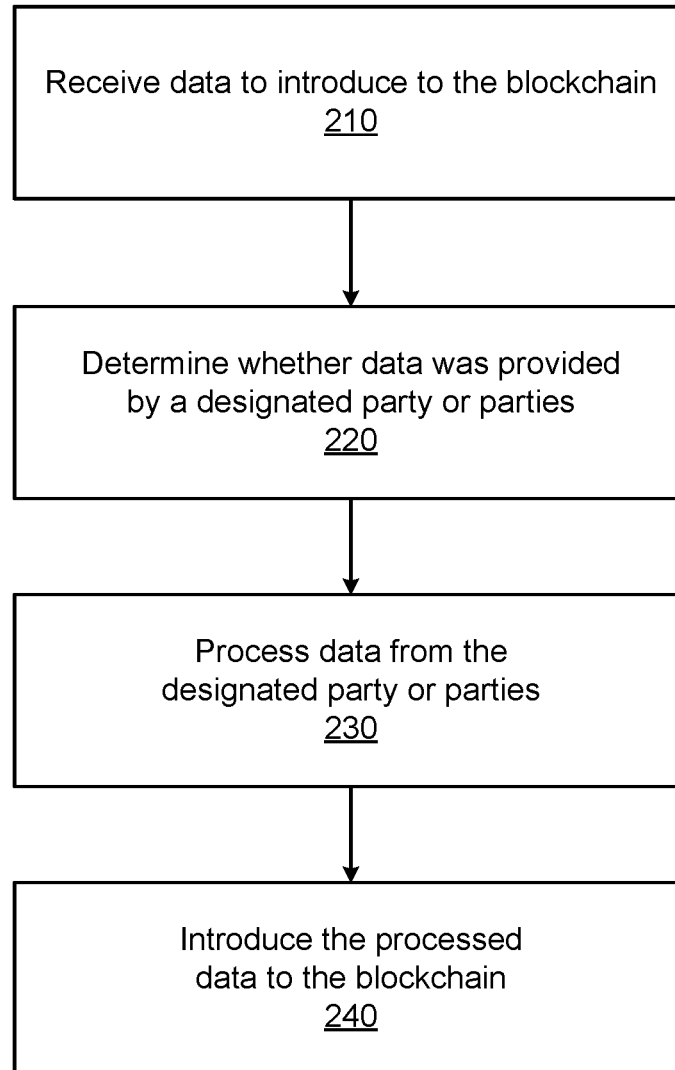 Receive data to introduce to the blockchain
210
Determine whether data was provided
by a designated party or parties
220
Process data from the
designated party or parties
230
Introduce the processed
data to the blockchain
240